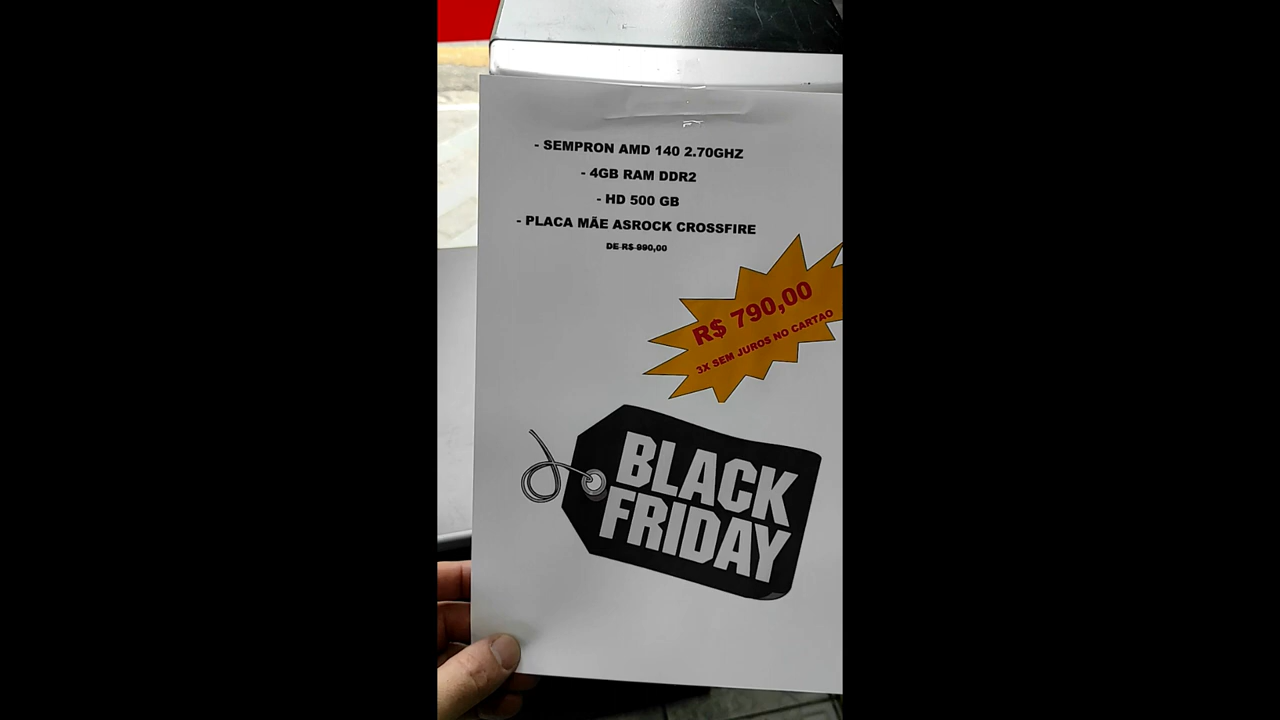 - SEMPRON AMD 140 2.70GHZ
- 4GB RAM DDR2
- HD 500 GB
- PLACA MÃE ASROCK CROSSFIRE
DE R$ 990,00
R$ 790,00
3X SEM JUROS NO CARTAO
BLACK
FRIDAY